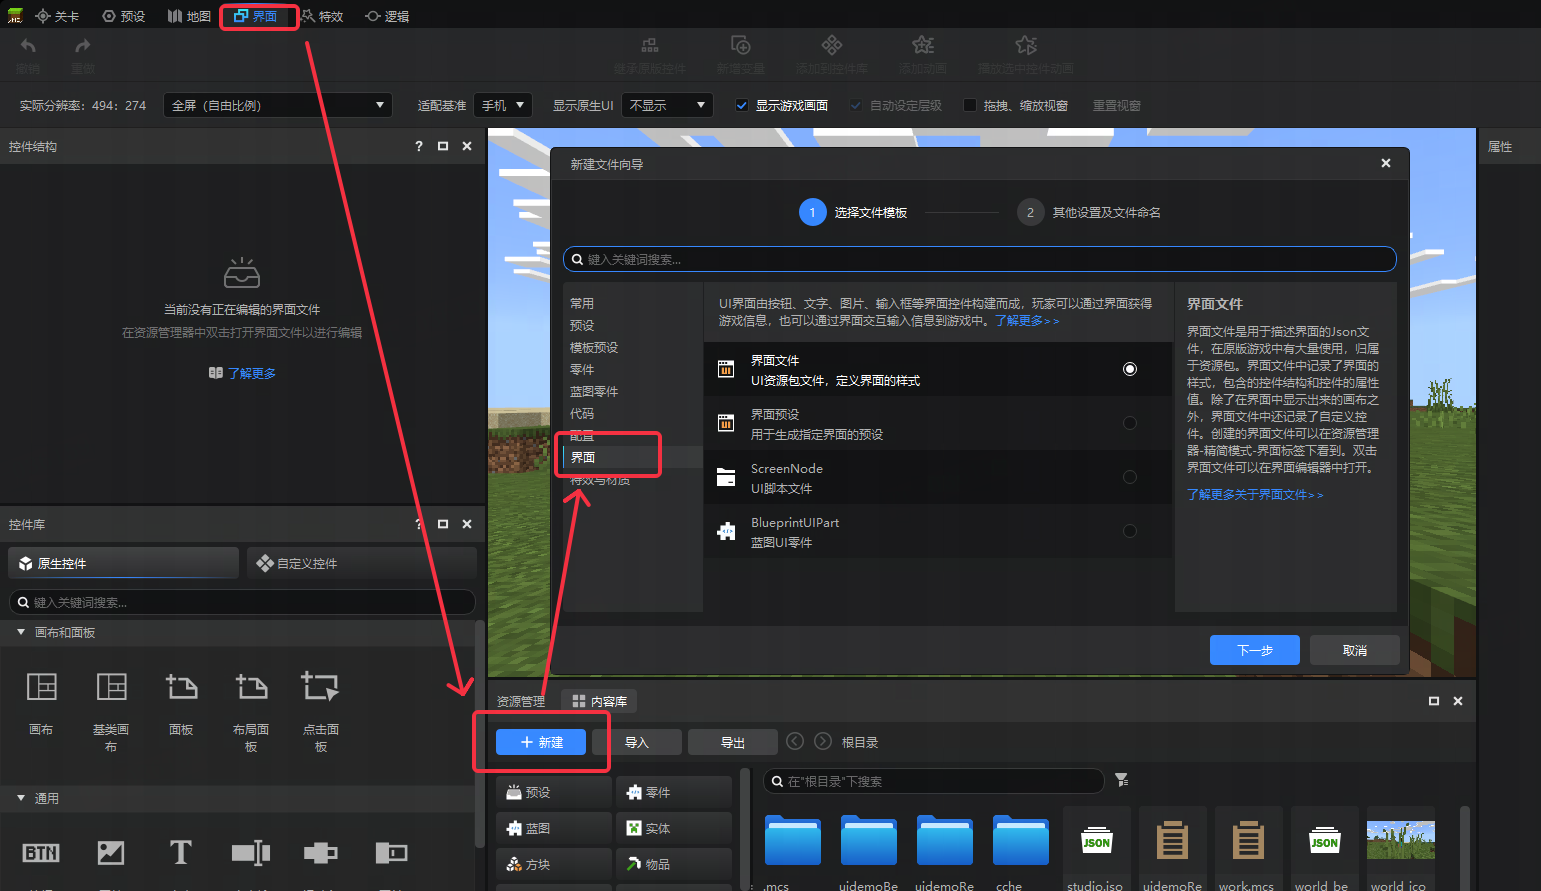 关卡
预设
地图
界面
特效
逻辑
撤销
重做
继承原版控件
新增变量
添加到控件库
添加动画
播放选中控件动画
实际分辨率: 494: 274
全屏（自由比例）
适配基准
手机
显示原生UI
不显示
显示游戏画面
自动设定层级
拖拽、缩放视窗
重置视窗
控件结构
?
当前没有正在编辑的界面文件
在资源管理器中双击打开界面文件以进行编辑
了解更多
控件库
?
原生控件
自定义控件
键入关键词搜索...
画布和面板
画布
基类画
布
面板
布局面
板
点击面
板
通用
BTN
新建文件向导
1
选择文件模板
2
其他设置及文件命名
键入关键词搜索...
常用
预设
模板预设
零件
蓝图零件
代码
配置
界面
特效与材质
UI界面由按钮、文字、图片、输入框等界面控件构建而成，玩家可以通过界面获得
游戏信息，也可以通过界面交互输入信息到游戏中。了解更多>>
界面文件
UI资源包文件，定义界面的样式
界面预设
用于生成指定界面的预设
ScreenNode
UI脚本文件
BlueprintUIPart
蓝图UI零件
界面文件
界面文件是用于描述界面的Json文
件，在原版游戏中有大量使用，归属
于资源包。界面文件中记录了界面的
样式，包含的控件结构和控件的属性
值。除了在界面中显示出来的画布之
外，界面文件中还记录了自定义控
件。创建的界面文件可以在资源管理
器-精简模式-界面标签下看到。双击
界面文件可以在界面编辑器中打开。
了解更多关于界面文件>>
下一步
取消
属性
资源管理
内容库
+ 新建
导入
导出
根目录
预设
零件
蓝图
实体
方块
物品
在"根目录"下搜索
.mcs
uidemoBe
uidemoRe
cche
JSON
studio.jso
uidemoRe
work.mcs
JSON
world_be
world_ico